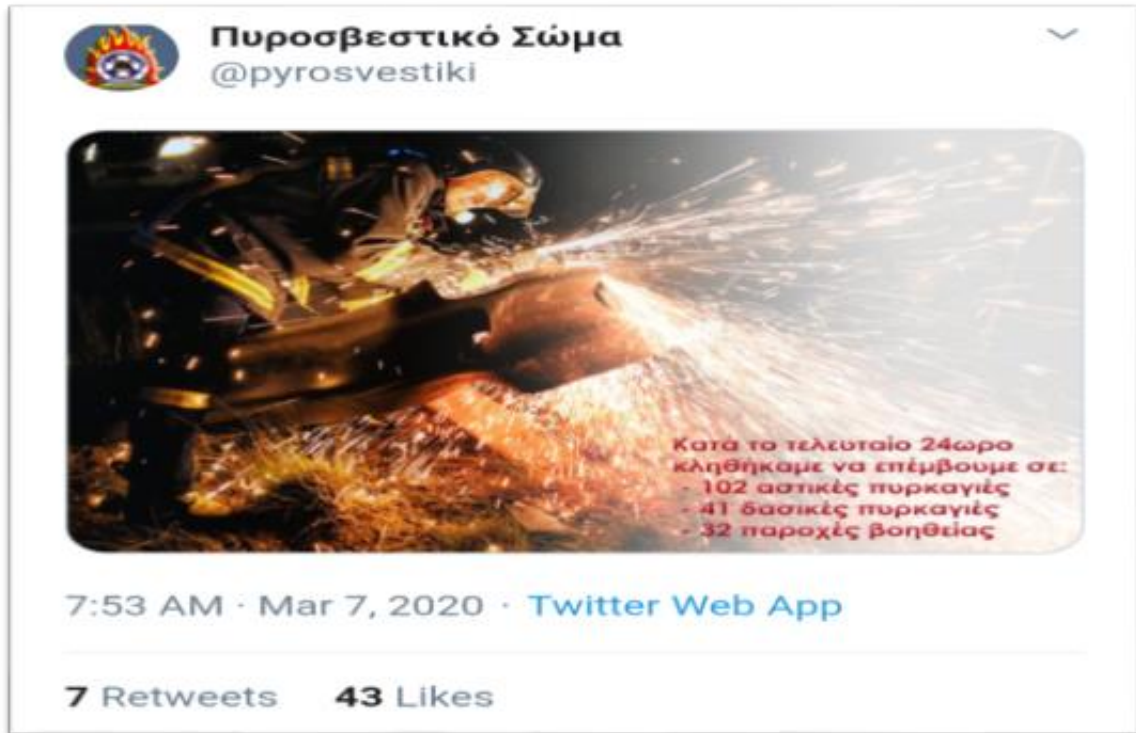 Πυροσβεστικό Σώμα
@pyrosvestiki
Κατά το τελευταίο 24ωρο
κληθήκαμε να επέμβουμε σε:
- 102 αστικές πυρκαγιές
- 41 δασικές πυρκαγιές
- 32 παροχές βοηθείας
7:53 AM · Mar 7, 2020 · Twitter Web App
7 Retweets 43 Likes